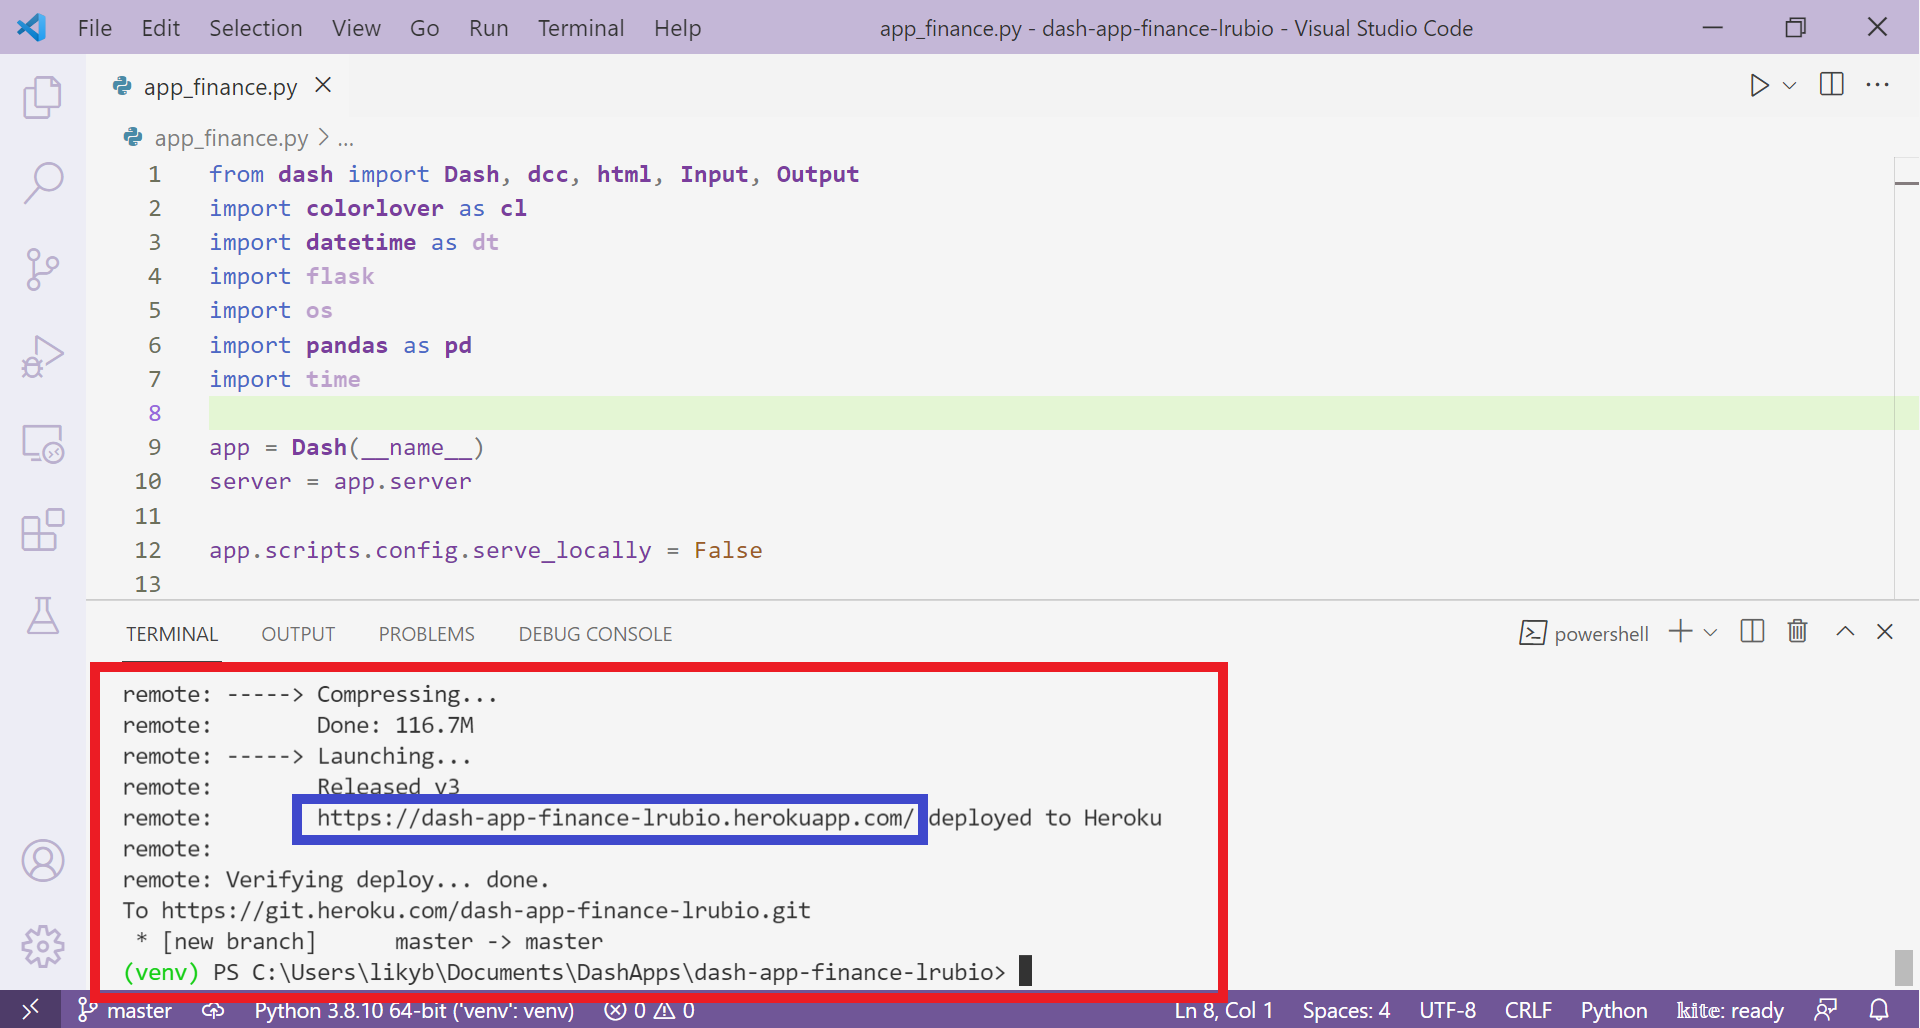 File Edit Selection View Go Run Terminal Help app_finance.py - dash-app-finance-lrubio - Visual Studio Code
app_finance.py
app_finance.py > ...
1 from dash import Dash, dcc, html, Input, Output
2 import colorlover as cl
3 import datetime as dt
4 import flask
5 import os
6 import pandas as pd
7 import time
8
9 app = Dash(__name__)
10 server = app.server
11
12 app.scripts.config.serve_locally = False
13
TERMINAL OUTPUT PROBLEMS DEBUG CONSOLE powershell
remote: -----> Compressing...
remote:        Done: 116.7M
remote: -----> Launching...
remote:        Released v3
remote:        https://dash-app-finance-lrubio.herokuapp.com/ deployed to Heroku
remote:
remote: Verifying deploy... done.
To https://git.heroku.com/dash-app-finance-lrubio.git
 * [new branch]      master -> master
(venv) PS C:\Users\likyb\Documents\DashApps\dash-app-finance-lrubio>
master Python 3.8.10 64-bit ('venv': venv) 0 0 Ln 8, Col 1 Spaces: 4 UTF-8 CRLF Python kite: ready